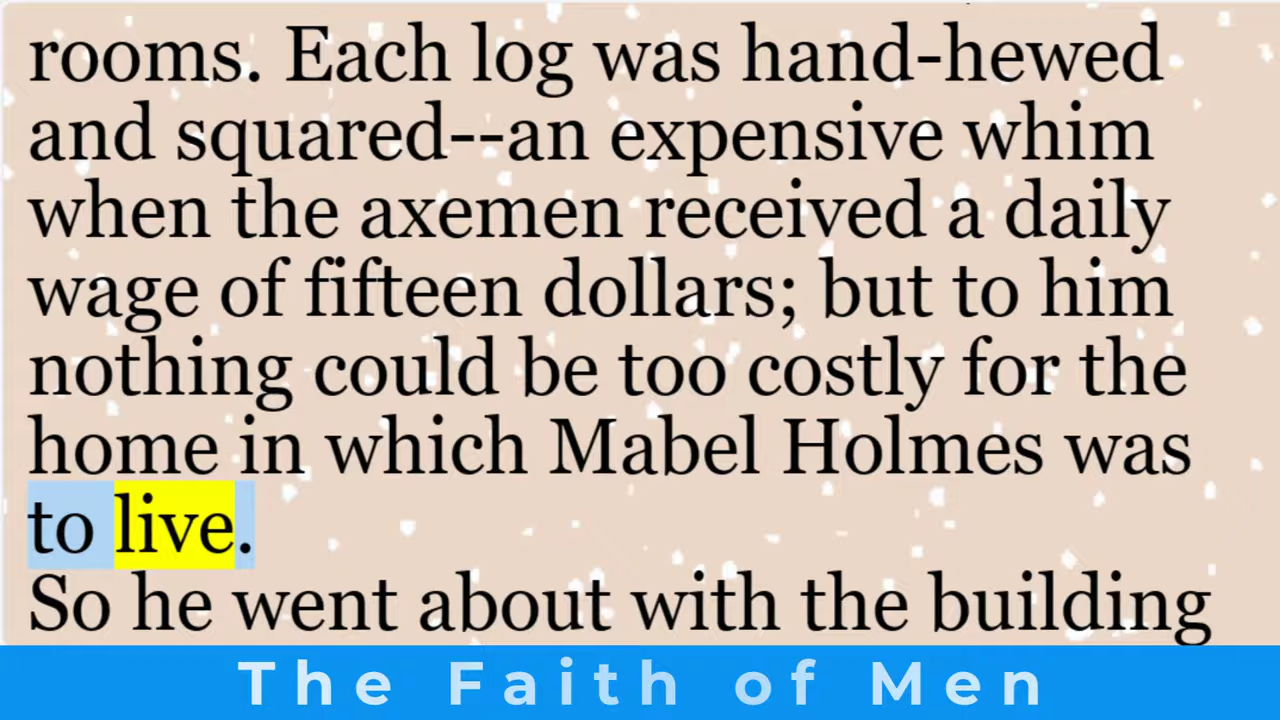 rooms. Each log was hand-hewed
and squared--an expensive whim
when the axemen received a daily
wage of fifteen dollars; but to him
nothing could be too costly for the
home in which Mabel Holmes was
to live.
So he went about with the building
The Faith of Men